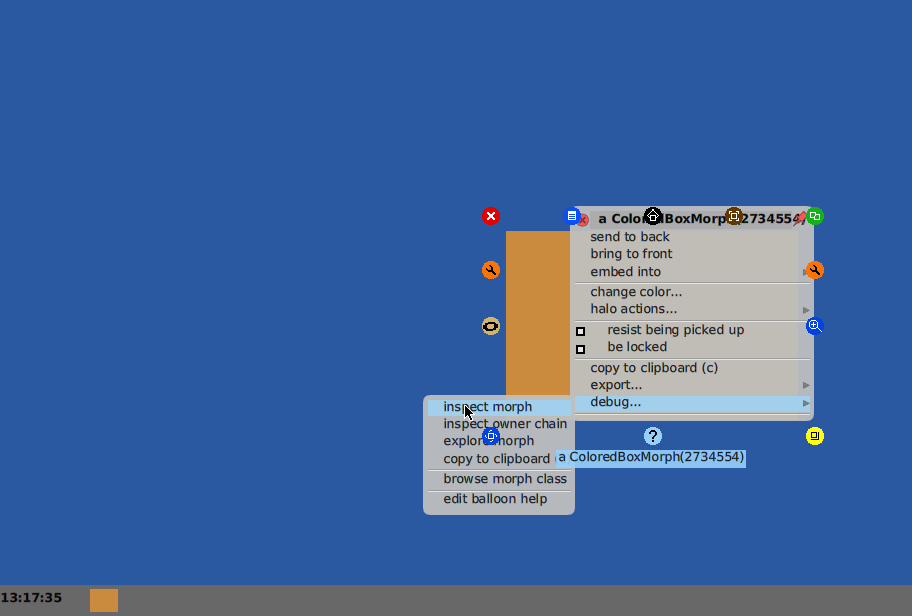 a ColoredBoxMorph(2734554)
send to back
bring to front
embed into
change color...
halo actions...
resist being picked up
be locked
copy to clipboard (c)
export...
debug...
inspect morph
inspect owner chain
explore morph
copy to clipboard
a ColoredBoxMorph(2734554)
browse morph class
edit balloon help
13:17:35